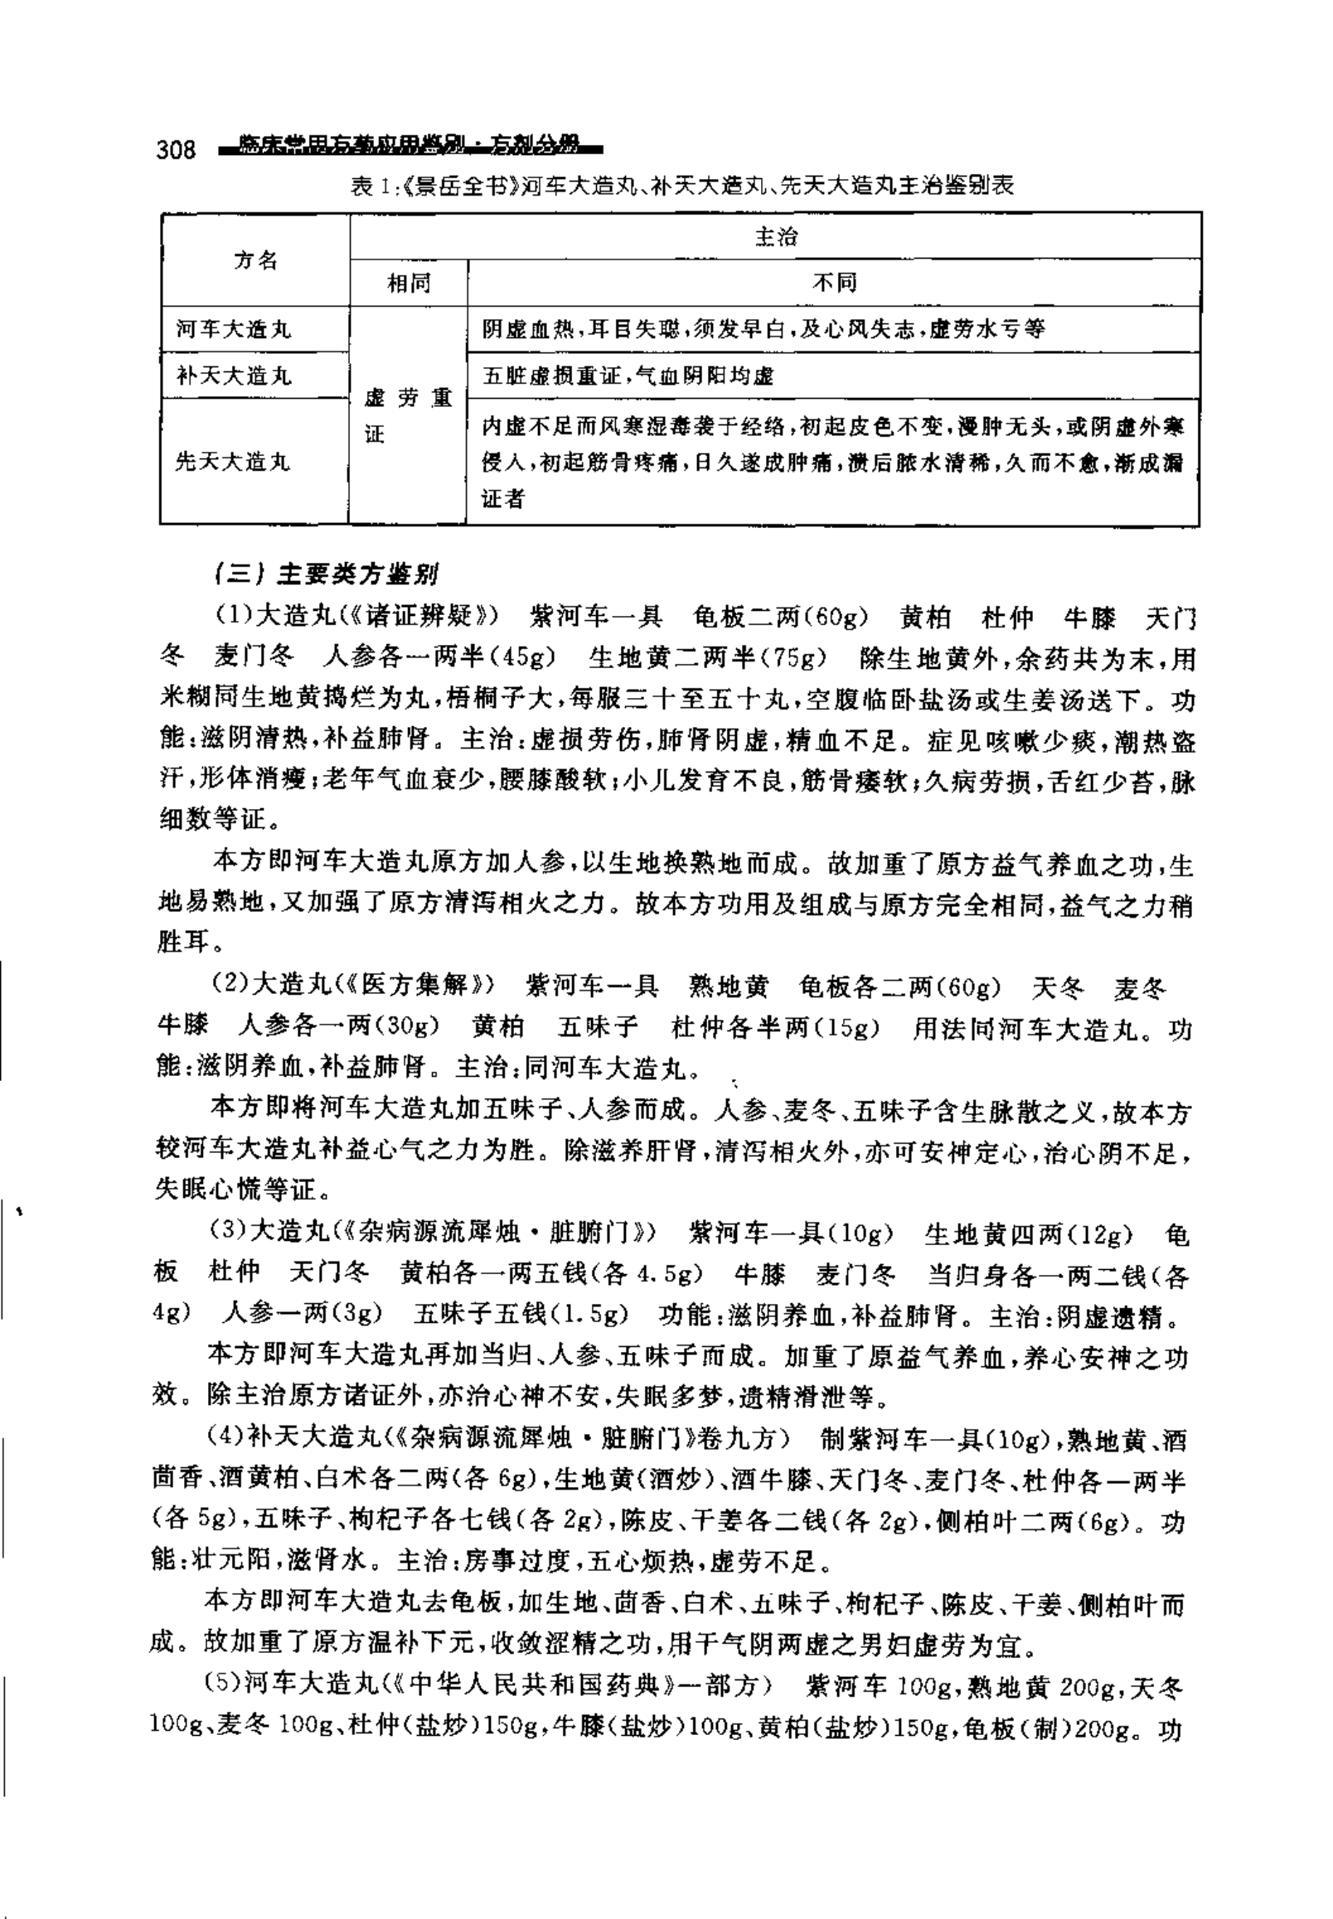 308 临床常用方药应用鉴别·方剂分册
表 1:《景岳全书》河车大造丸、补天大造丸、先天大造丸主治鉴别表
方名
主治
相同
不同
河车大造丸
阴虚血热,耳目失聪,须发早白,及心风失志,虚劳水亏等
补天大造丸
五脏虚损重证,气血阴阳均虚
虚劳重
证
先天大造丸
内虚不足而风寒湿毒袭于经络,初起皮色不变,漫肿无头,或阴虚外寒
侵入,初起筋骨疼痛,日久遂成肿痛,溃后脓水清稀,久而不愈,渐成漏
证者
(三) 主要类方鉴别
(1)大造丸(《诸证辨疑》) 紫河车一具 龟板二两(60g) 黄柏 杜仲 牛膝 天门
冬 麦门冬 人参各一两半(45g) 生地黄二两半(75g) 除生地黄外,余药共为末,用
米糊同生地黄捣烂为丸,梧桐子大,每服三十至五十丸,空腹临卧盐汤或生姜汤送下。功
能:滋阴清热,补益肺肾。主治:虚损劳伤,肺肾阴虚,精血不足。症见咳嗽少痰,潮热盗
汗,形体消瘦;老年气血衰少,腰膝酸软;小儿发育不良,筋骨痿软;久病劳损,舌红少苔,脉
细数等证。
本方即河车大造丸原方加人参,以生地换熟地而成。故加重了原方益气养血之功,生
地易熟地,又加强了原方清泻相火之力。故本方功用及组成与原方完全相同,益气之力稍
胜耳。
(2)大造丸(《医方集解》) 紫河车一具 熟地黄 龟板各二两(60g) 天冬 麦冬
牛膝 人参各一两(30g) 黄柏 五味子 杜仲各半两(15g) 用法同河车大造丸。功
能:滋阴养血,补益肺肾。主治:同河车大造丸。
本方即将河车大造丸加五味子、人参而成。人参、麦冬、五味子含生脉散之义,故本方
较河车大造丸补益心气之力为胜。除滋养肝肾,清泻相火外,亦可安神定心,治心阴不足,
失眠心慌等证。
(3)大造丸(《杂病源流犀烛·脏腑门》) 紫河车一具(10g) 生地黄四两(12g) 龟
板 杜仲 天门冬 黄柏各一两五钱(各 4.5g) 牛膝 麦门冬 当归身各一两二钱(各
4g) 人参一两(3g) 五味子五钱(1.5g) 功能:滋阴养血,补益肺肾。主治:阴虚遗精。
本方即河车大造丸再加当归、人参、五味子而成。加重了原益气养血,养心安神之功
效。除主治原方诸证外,亦治心神不安,失眠多梦,遗精滑泄等。
(4)补天大造丸(《杂病源流犀烛·脏腑门》卷九方) 制紫河车一具(10g),熟地黄、酒
茴香、酒黄柏、白术各二两(各 6g),生地黄(酒炒)、酒牛膝、天门冬、麦门冬、杜仲各一两半
(各 5g),五味子、枸杞子各七钱(各 2g),陈皮、干姜各二钱(各 2g),侧柏叶二两(6g)。功
能:壮元阳,滋肾水。主治:房事过度,五心烦热,虚劳不足。
本方即河车大造丸去龟板,加生地、茴香、白术、五味子、枸杞子、陈皮、干姜、侧柏叶而
成。故加重了原方温补下元,收敛涩精之功,用于气阴两虚之男妇虚劳为宜。
(5)河车大造丸(《中华人民共和国药典》一部方) 紫河车 100g,熟地黄 200g,天冬
100g、麦冬 100g、杜仲(盐炒)150g,牛膝(盐炒)100g、黄柏(盐炒)150g,龟板(制)200g。功